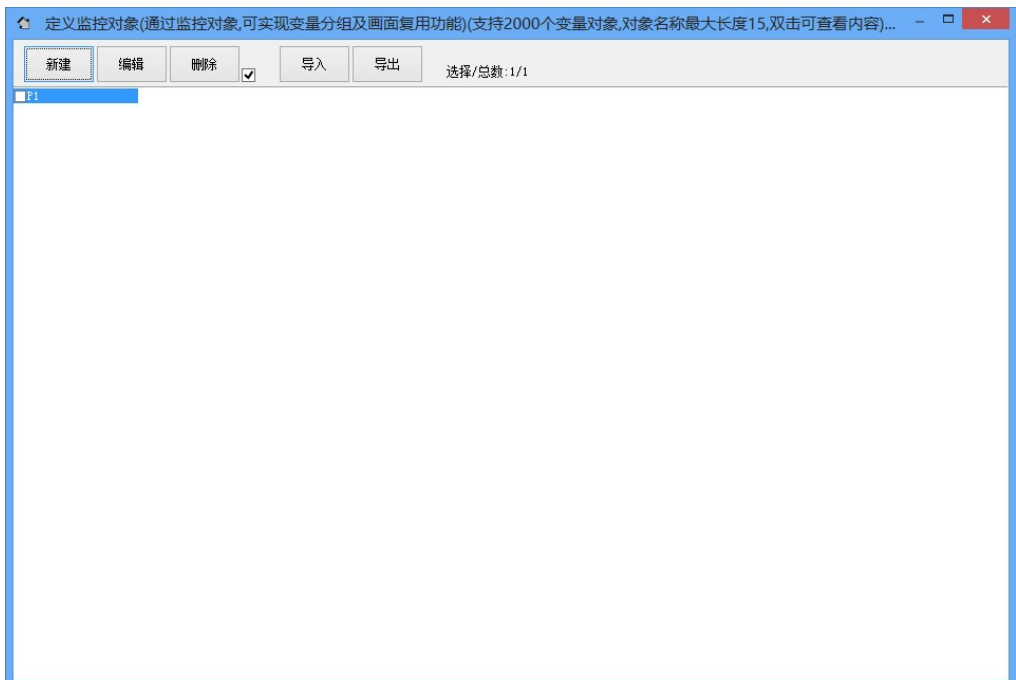 定义监控对象(通过监控对象,可实现变量分组及画面复用功能)(支持2000个变量对象,对象名称最大长度15,双击可查看内容)...
新建 编辑 删除 导入 导出 选择/总数:1/1
P1